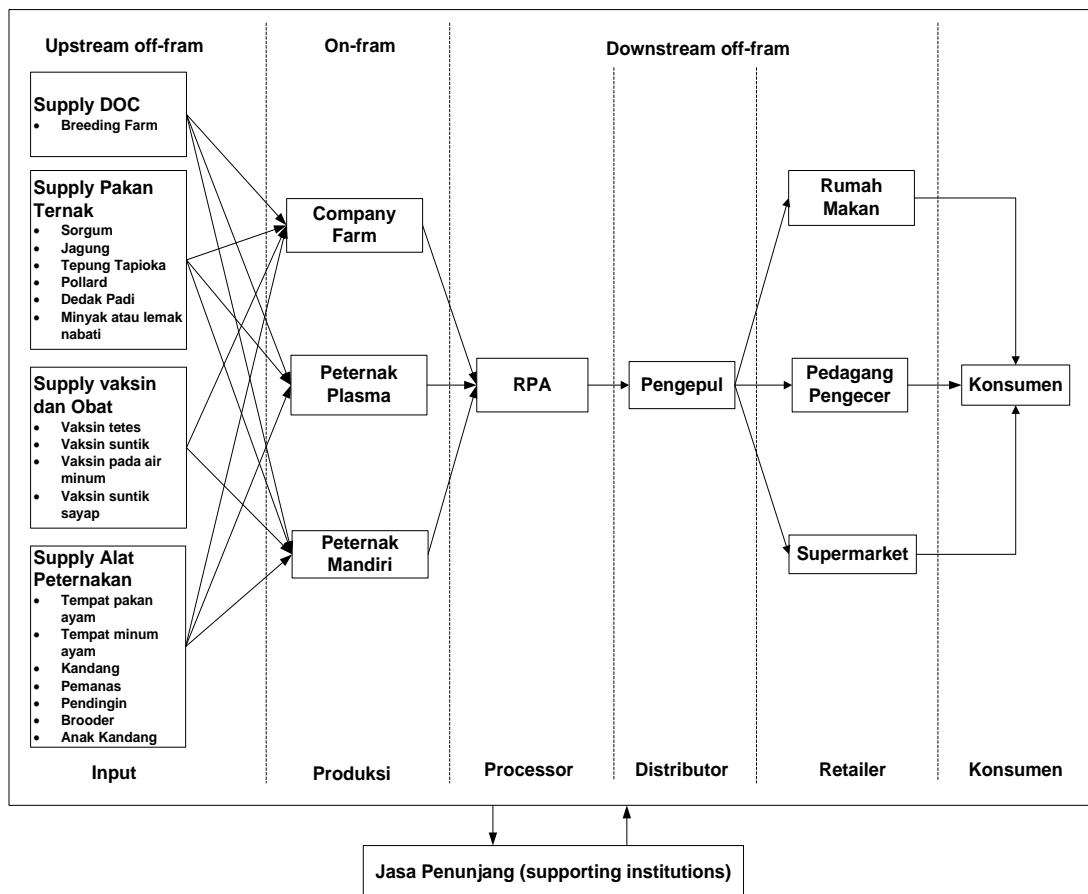 Upstream off-fram
On-fram
Downstream off-fram
Supply DOC
• Breeding Farm
Supply Pakan
Ternak
• Sorgum
• Jagung
• Tepung Tapioka
• Pollard
• Dedak Padi
• Minyak atau lemak
nabati
Supply vaksin
dan Obat
• Vaksin tetes
• Vaksin suntik
• Vaksin pada air
minum
• Vaksin suntik
sayap
Supply Alat
Peternakan
• Tempat pakan
ayam
• Tempat minum
ayam
• Kandang
• Pemanas
• Pendingin
• Brooder
• Anak Kandang
Company
Farm
Peternak
Plasma
Peternak
Mandiri
RPA
Pengepul
Rumah
Makan
Pedagang
Pengecer
Supermarket
Konsumen
Input
Produksi
Processor
Distributor
Retailer
Konsumen
Jasa Penunjang (supporting institutions)